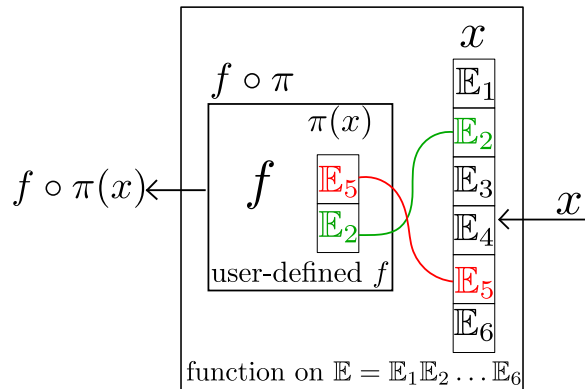 x
𝔼₁
f ∘ π
𝔼₂
π(x)
f
f ∘ π(x)
𝔼₅
𝔼₃
𝔼₂
𝔼₄
x
user-defined f
𝔼₅
𝔼₆
function on 𝔼 = 𝔼₁𝔼₂ … 𝔼₆